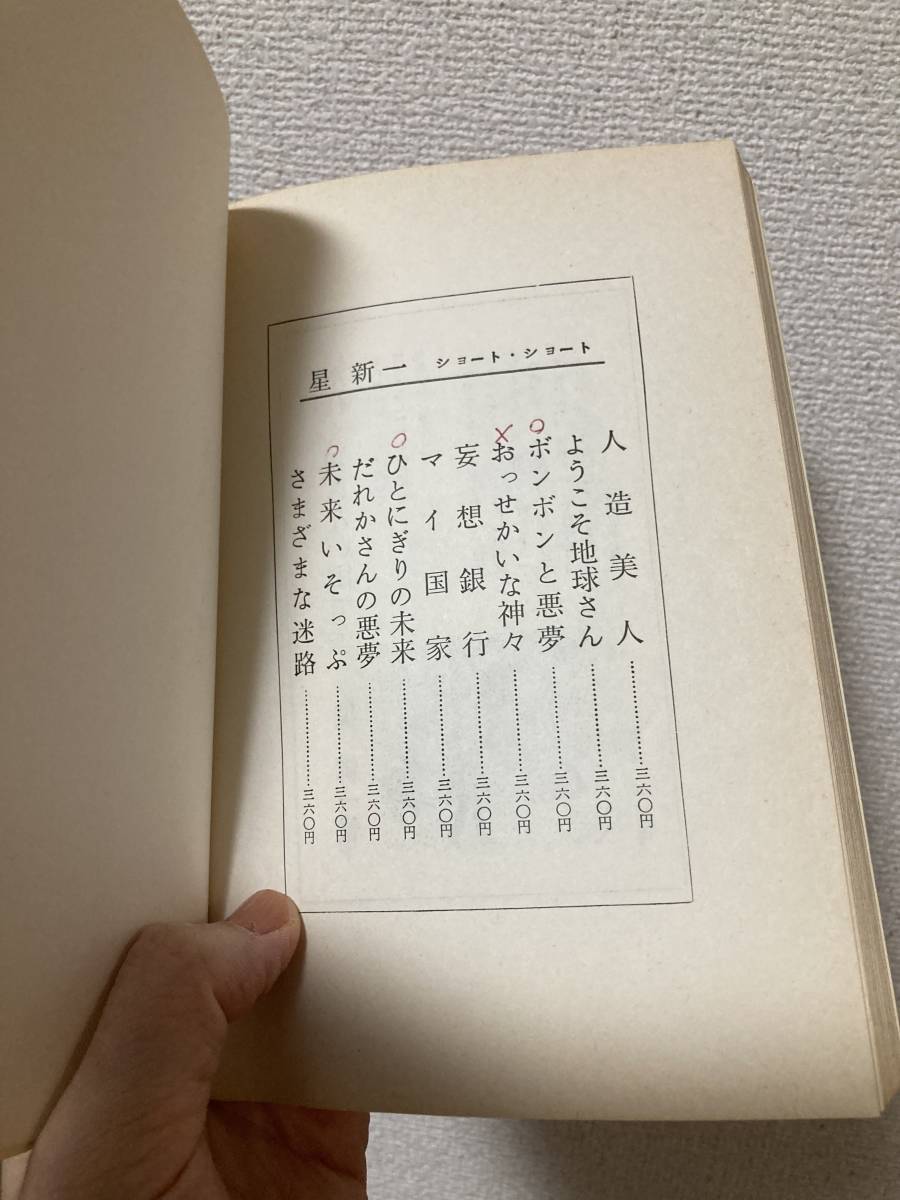 星 新一 ショート・ショート
人造美人…………三六〇円
ようこそ地球さん…………三六〇円
ボンボンと悪夢…………三六〇円
おっせかいな神々…………三六〇円
妄想銀行…………三六〇円
マイ国家…………三六〇円
ひとにぎりの未来…………三六〇円
だれかさんの悪夢…………三六〇円
未来いそっぷ…………三六〇円
さまざまな迷路…………三六〇円